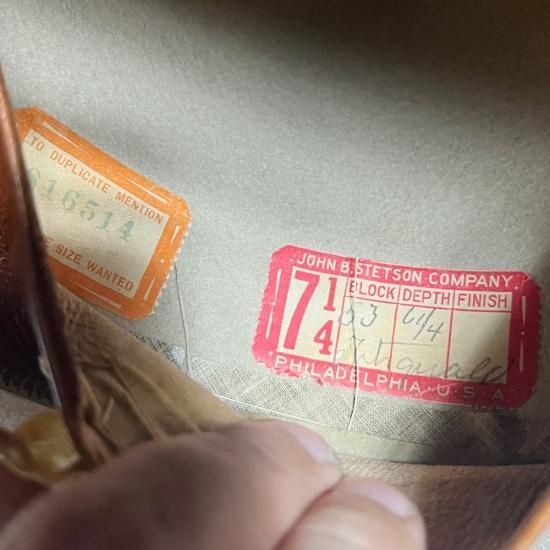 TO DUPLICATE MENTION
816514
E SIZE WANTED
JOHN B. STETSON COMPANY
7 1/4
BLOCK DEPTH FINISH
53 6 1/4
PHILADELPHIA-U.S.A